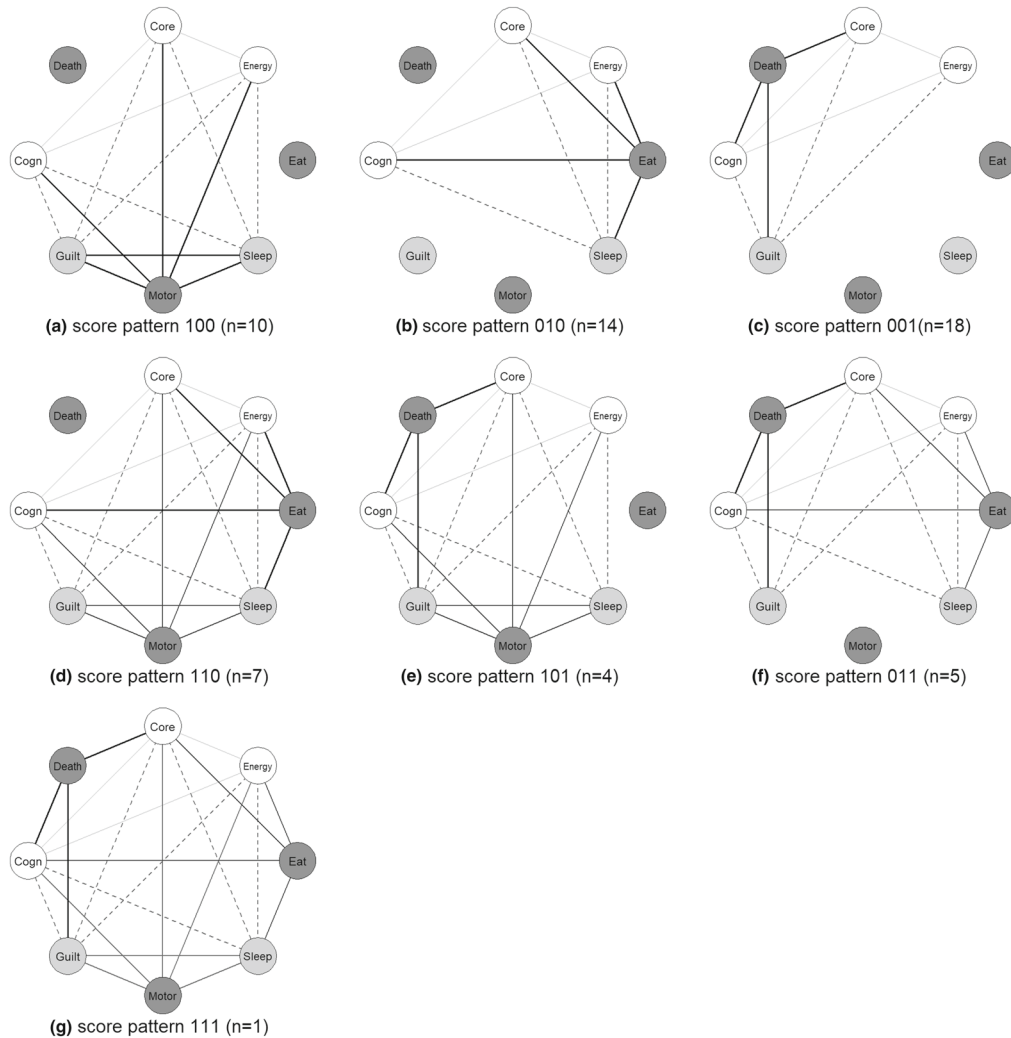 Core
Death
Energy
Cogn
Eat
Guilt
Sleep
Motor
(a) score pattern 100 (n=10)
Core
Death
Energy
Cogn
Eat
Guilt
Sleep
Motor
(b) score pattern 010 (n=14)
Core
Death
Energy
Cogn
Eat
Guilt
Sleep
Motor
(c) score pattern 001(n=18)
Core
Death
Energy
Cogn
Eat
Guilt
Sleep
Motor
(d) score pattern 110 (n=7)
Core
Death
Energy
Cogn
Eat
Guilt
Sleep
Motor
(e) score pattern 101 (n=4)
Core
Death
Energy
Cogn
Eat
Guilt
Sleep
Motor
(f) score pattern 011 (n=5)
Core
Death
Energy
Cogn
Eat
Guilt
Sleep
Motor
(g) score pattern 111 (n=1)